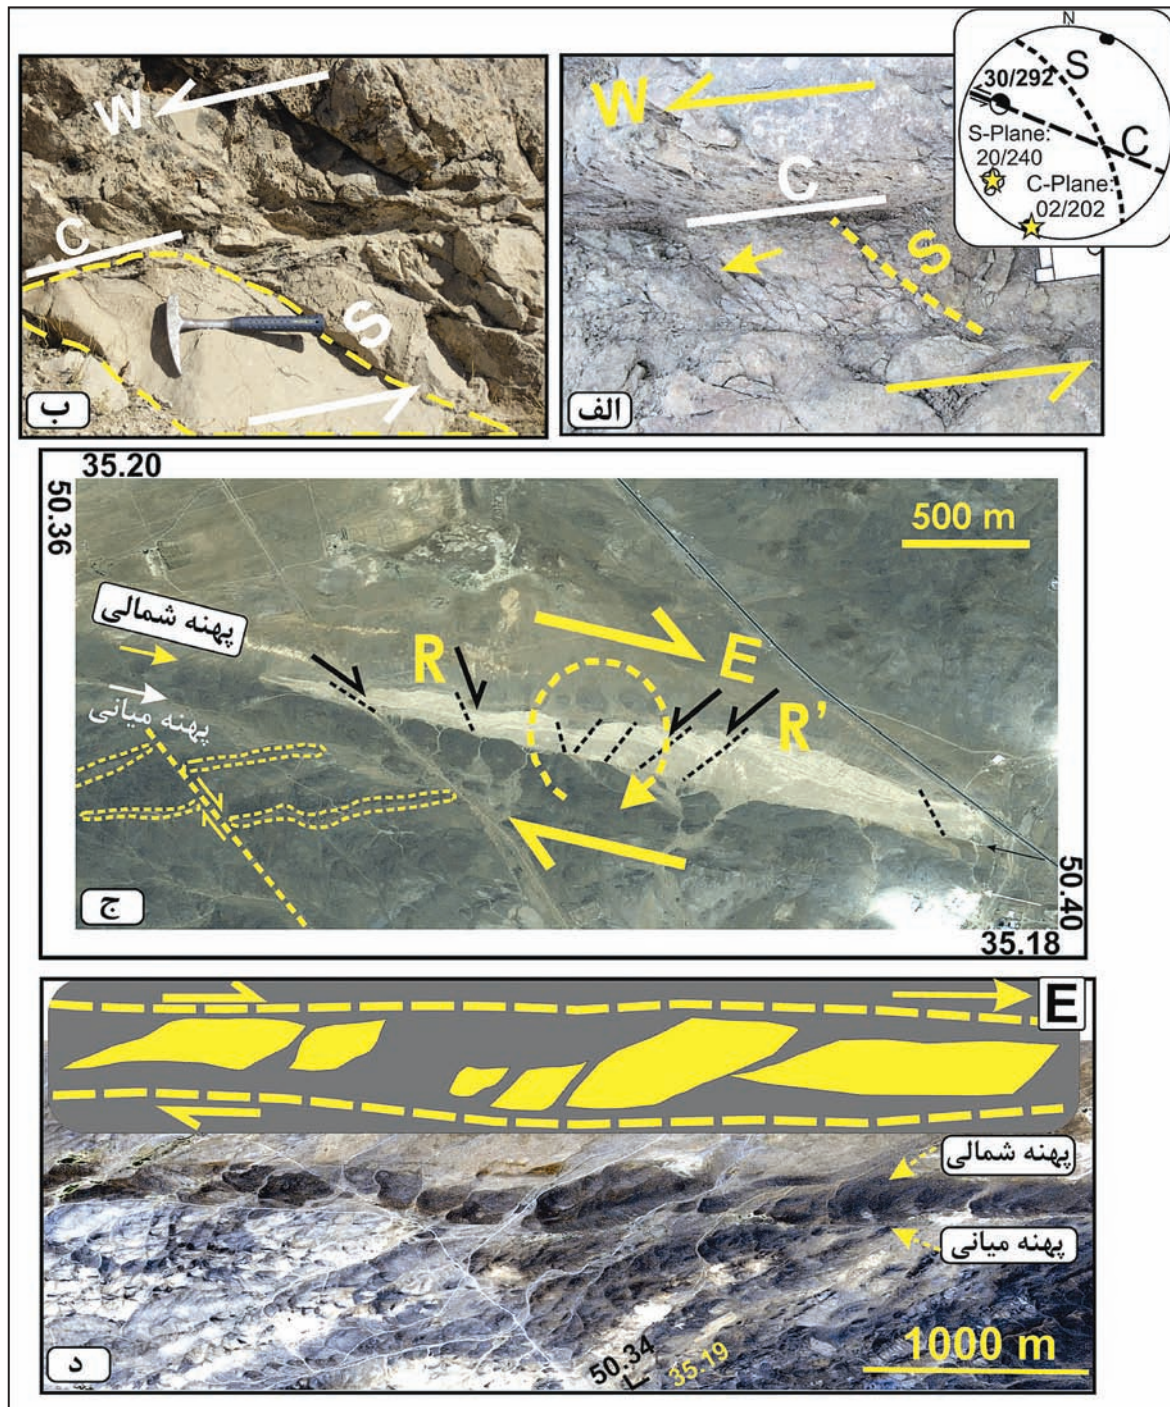 N
S
30/292
C
S-Plane:
20/240
C-Plane:
02/202
W
C
S
ب
W
C
S
الف
35.20
50.36
500 m
پهنه شمالی
R
E
پهنه میانی
R'
ج
50.40
35.18
E
پهنه شمالی
پهنه میانی
1000 m
50.34
35.19
د